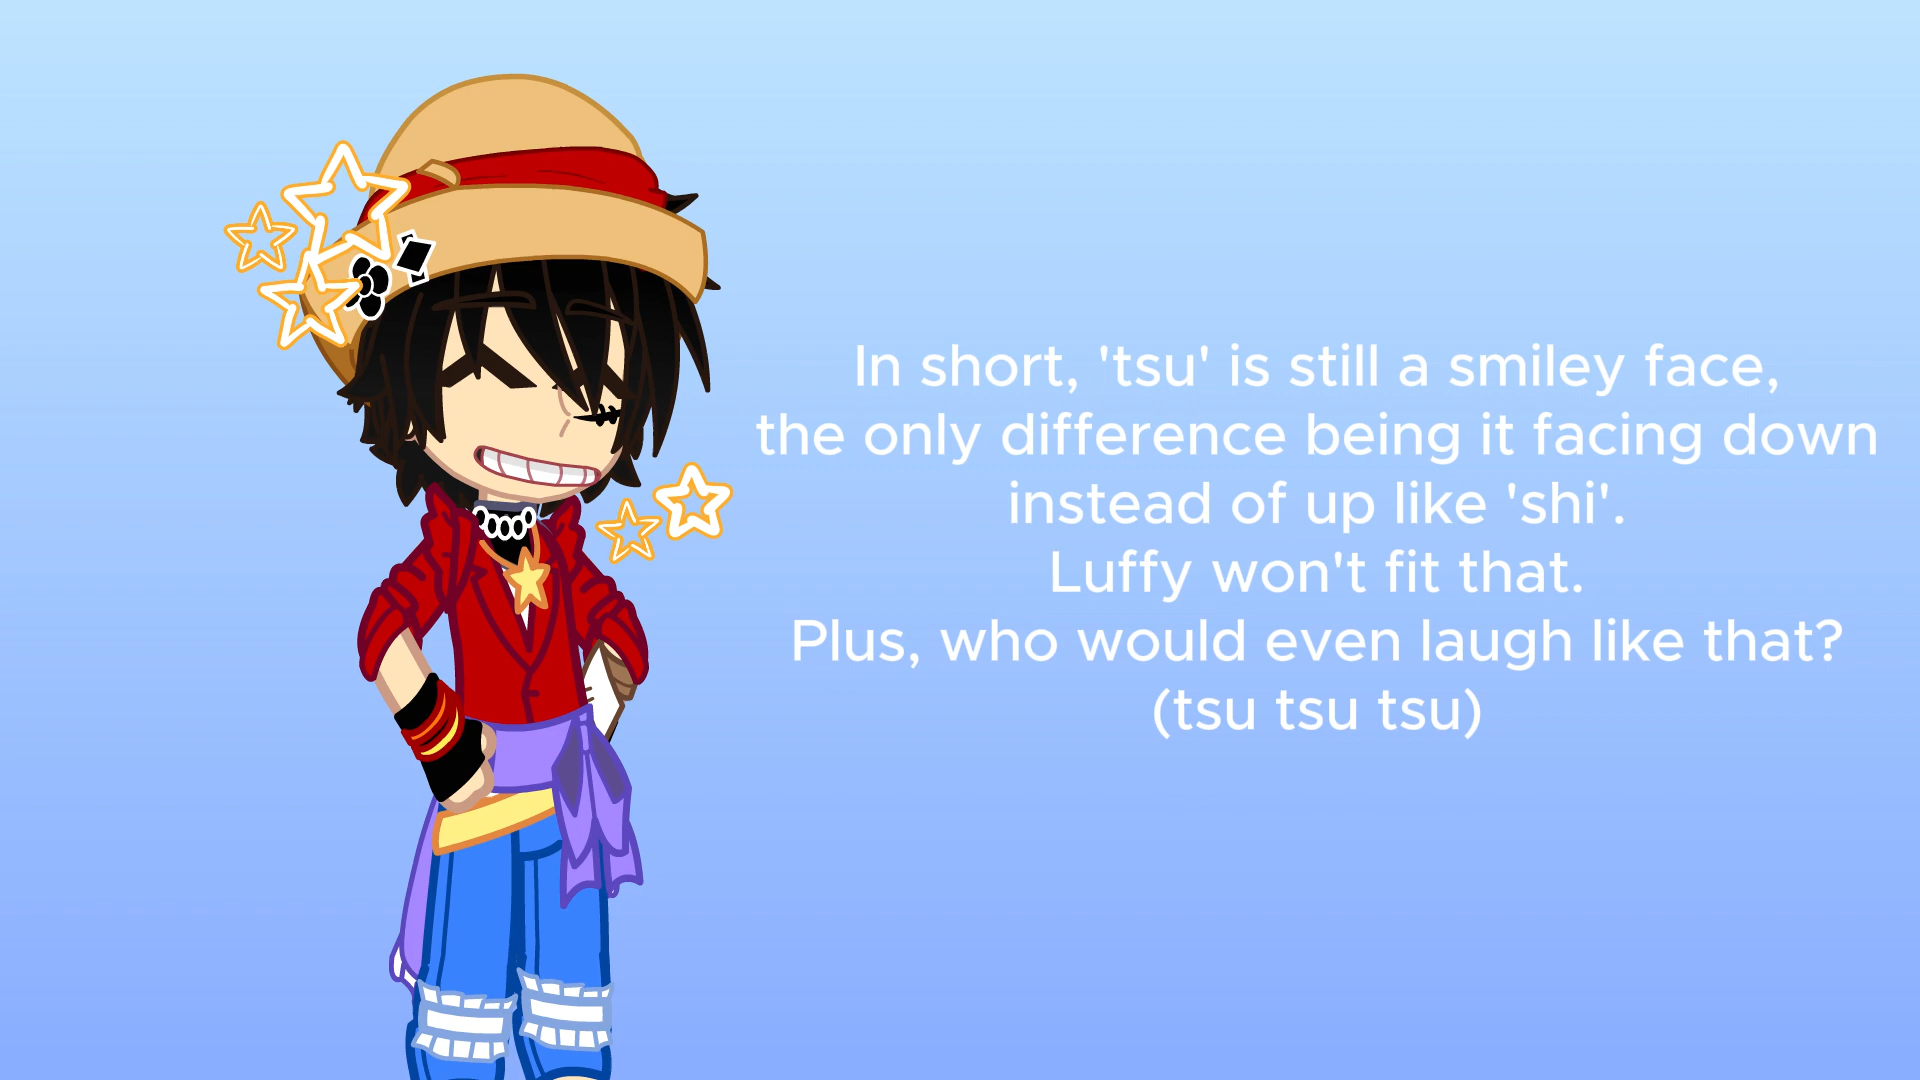 In short, 'tsu' is still a smiley face,
the only difference being it facing down
instead of up like 'shi'.
Luffy won't fit that.
Plus, who would even laugh like that?
(tsu tsu tsu)